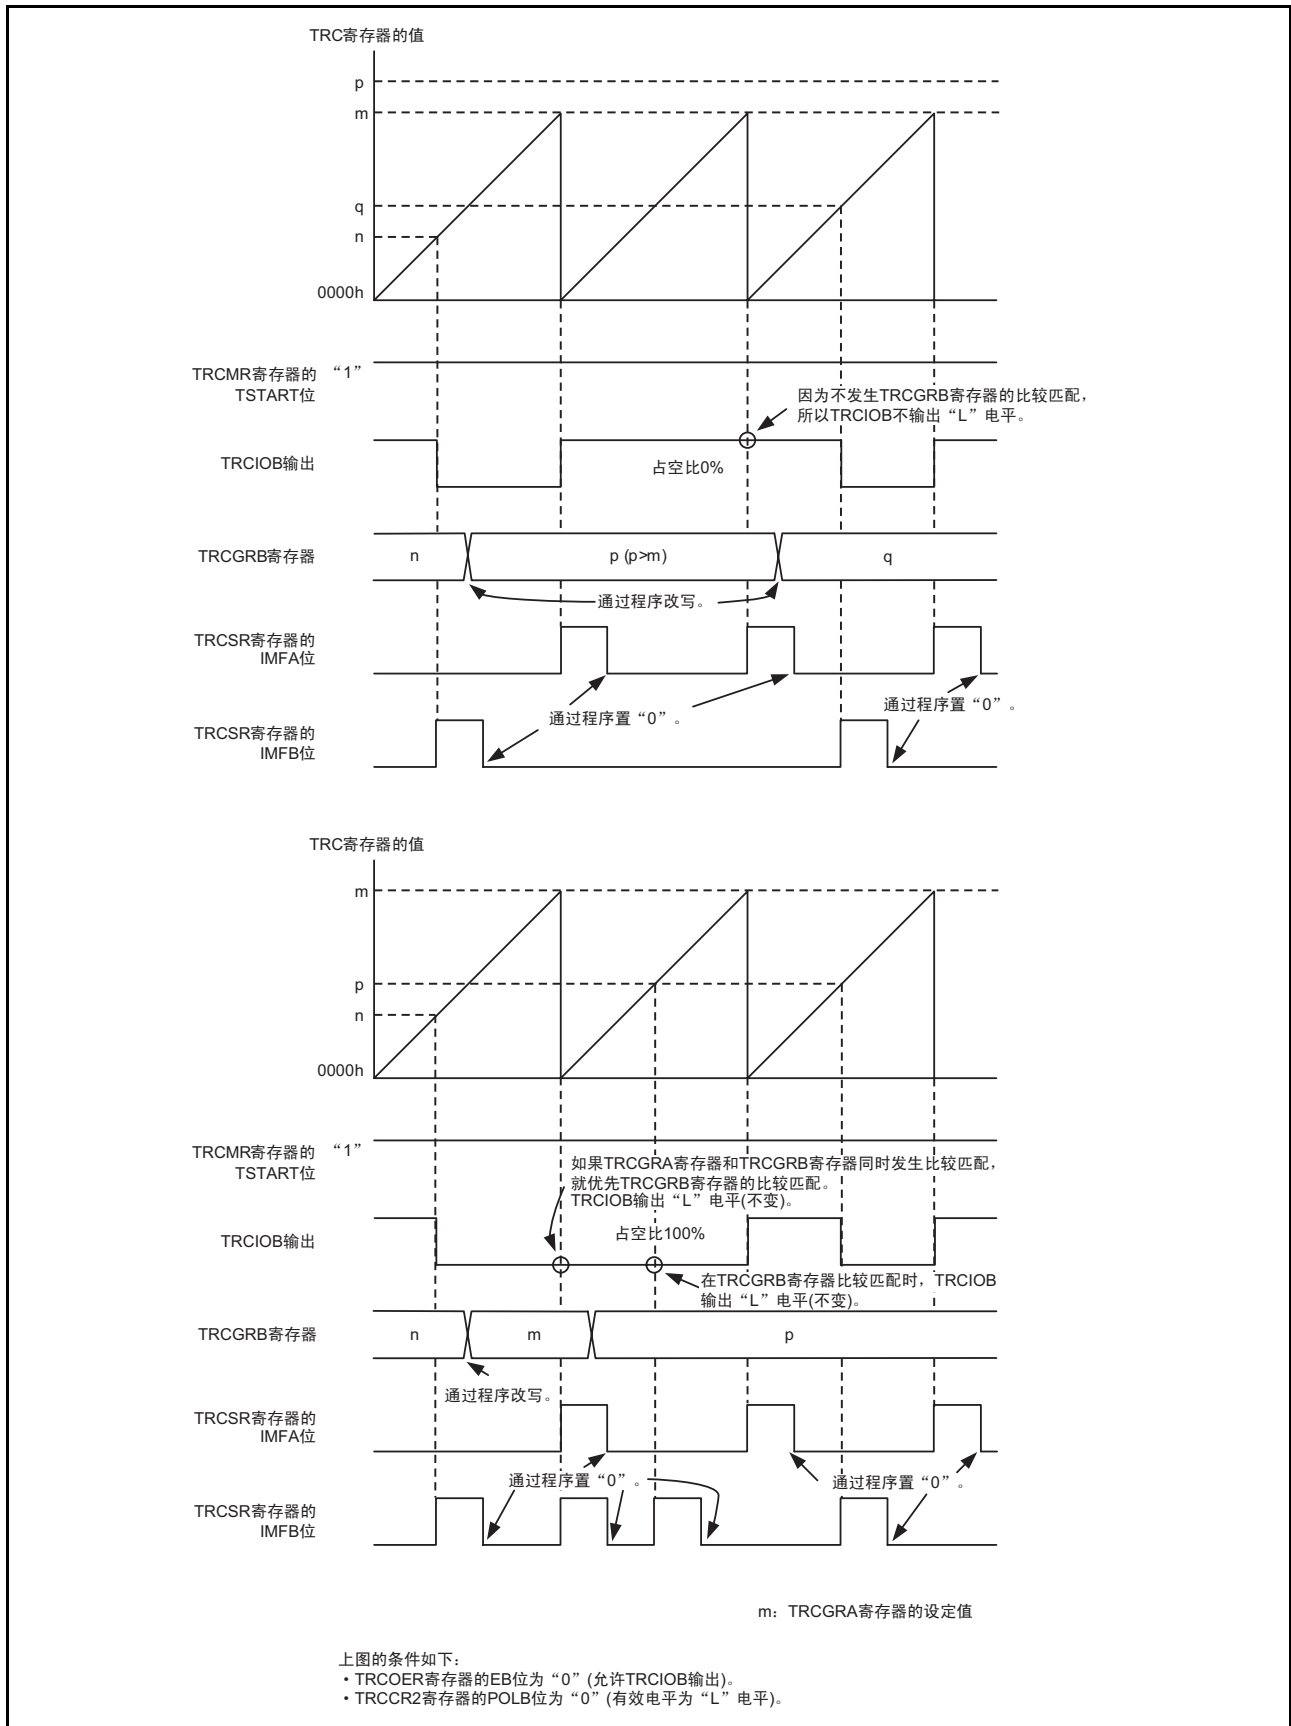 TRC寄存器的值
p
m
q
n
0000h
TRCMR寄存器的 “1”
TSTART位
因为不发生TRCGRB寄存器的比较匹配，
所以TRCIOB不输出“L”电平。
TRCIOB输出
占空比0%
TRCGRB寄存器
n
p (p>m)
q
通过程序改写。
TRCSR寄存器的
IMFA位
通过程序置“0”。
通过程序置“0”。
TRCSR寄存器的
IMFB位
TRC寄存器的值
m
p
n
0000h
TRCMR寄存器的 “1”
TSTART位
如果TRCGRA寄存器和TRCGRB寄存器同时发生比较匹配，
就优先TRCGRB寄存器的比较匹配。
TRCIOB输出“L”电平(不变)。
TRCIOB输出
占空比100%
在TRCGRB寄存器比较匹配时，TRCIOB
输出“L”电平(不变)。
TRCGRB寄存器
n
m
p
通过程序改写。
TRCSR寄存器的
IMFA位
通过程序置“0”。
通过程序置“0”。
TRCSR寄存器的
IMFB位
m：TRCGRA寄存器的设定值
上图的条件如下：
・TRCOER寄存器的EB位为“0”(允许TRCIOB输出)。
・TRCCR2寄存器的POLB位为“0”(有效电平为“L”电平)。